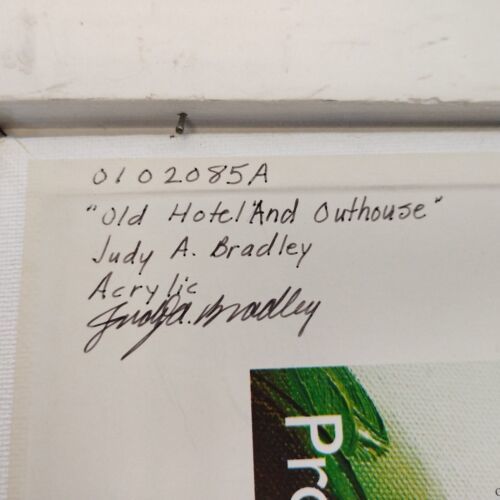 0102085A
"Old Hotel "And Outhouse"
Judy A. Bradley
Acrylic
Judy A. Bradley
Pro